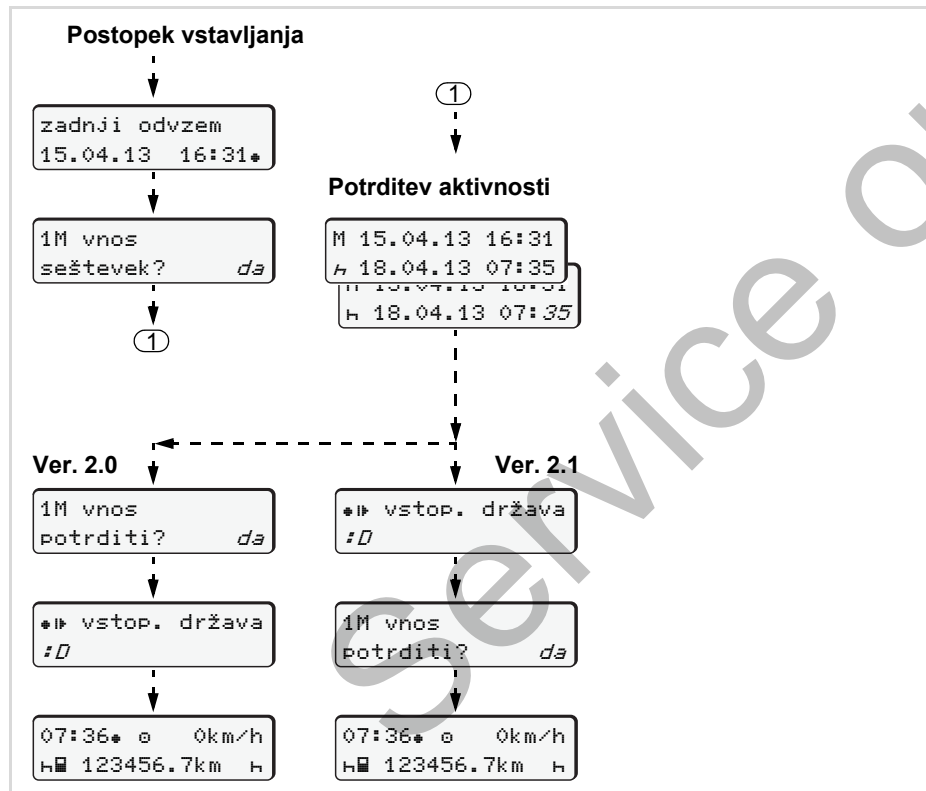 Postopek vstavljanja
zadnji odvzem
15.04.13 16:31
1M vnos
seštevek? da
1
1
Potrditev aktivnosti
M 15.04.13 16:31
18.04.13 07:35
18.04.13 07:35
Ver. 2.0
1M vnos
potrditi? da
vstop. država
:D
07:36 0km/h
123456.7km
Ver. 2.1
vstop. država
:D
1M vnos
potrditi? da
07:36 0km/h
123456.7km
Service